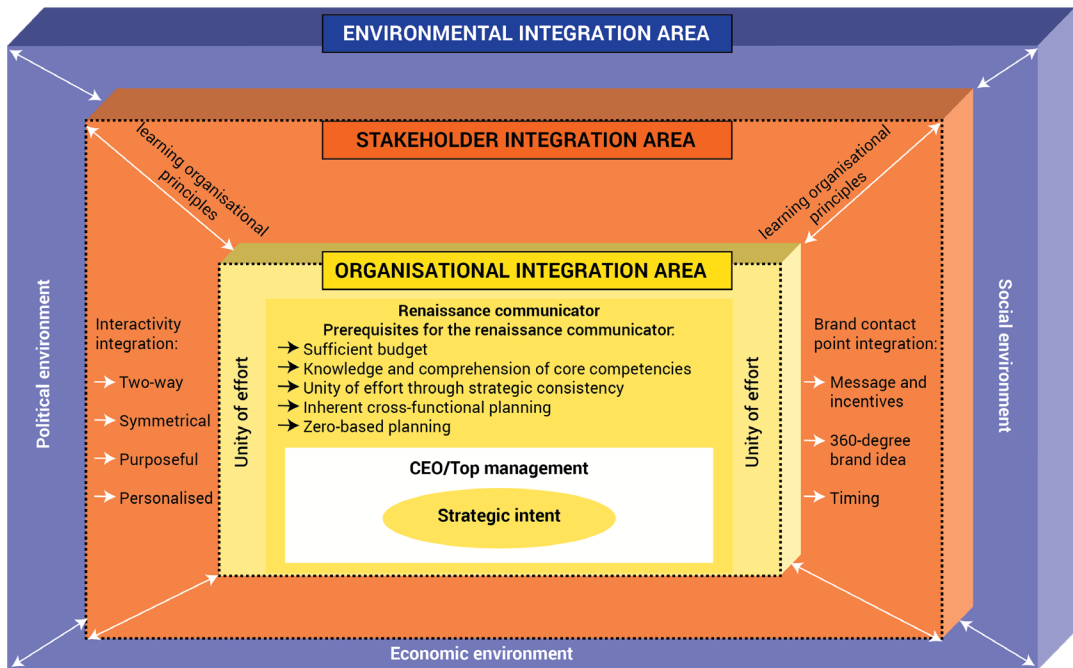 ENVIRONMENTAL INTEGRATION AREA
STAKEHOLDER INTEGRATION AREA
learning organisational
principles
learning organisational
principles
ORGANISATIONAL INTEGRATION AREA
Political environment
Interactivity
integration:
Two-way
Symmetrical
Purposeful
Personalised
Unity of effort
Renaissance communicator
Prerequisites for the renaissance communicator:
Sufficient budget
Knowledge and comprehension of core competencies
Unity of effort through strategic consistency
Inherent cross-functional planning
Zero-based planning
CEO/Top management
Strategic intent
Unity of effort
Brand contact
point integration:
Message and
incentives
360-degree
brand idea
Timing
Social environment
Economic environment